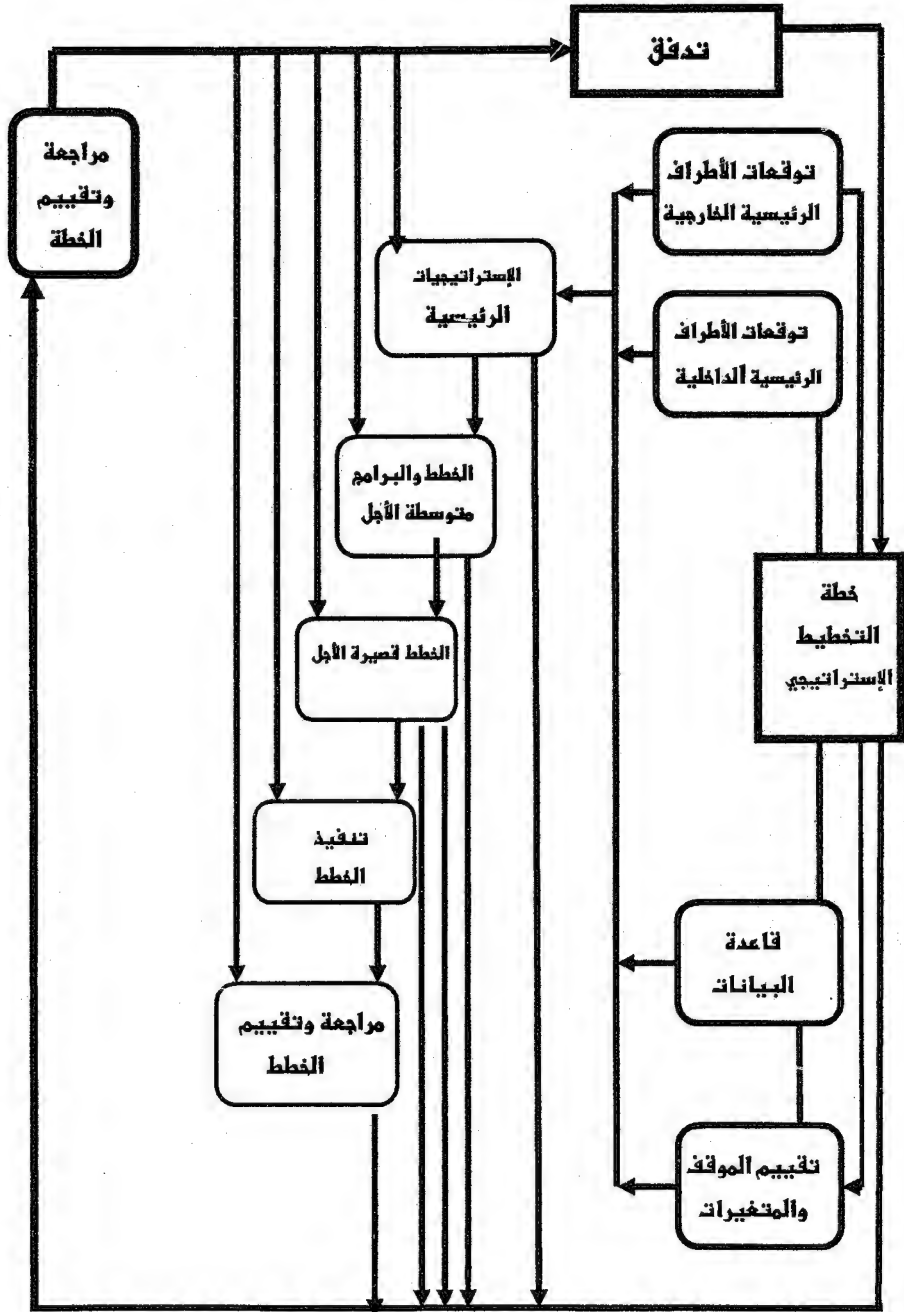 تدفق
توقعات الأطراف
الرئيسية الخارجية
مراجعة
وتقييم
الخطة
الإستراتيجيات
الرئيسية
توقعات الأطراف
الرئيسية الداخلية
الخطط والبرامج
متوسطة الأجل
خطة
التخطيط
الإستراتيجي
الخطط قصيرة الأجل
تنفيذ
الخطط
قاعدة
البيانات
مراجعة وتقييم
الخطط
تقييم الموقف
والمتغيرات